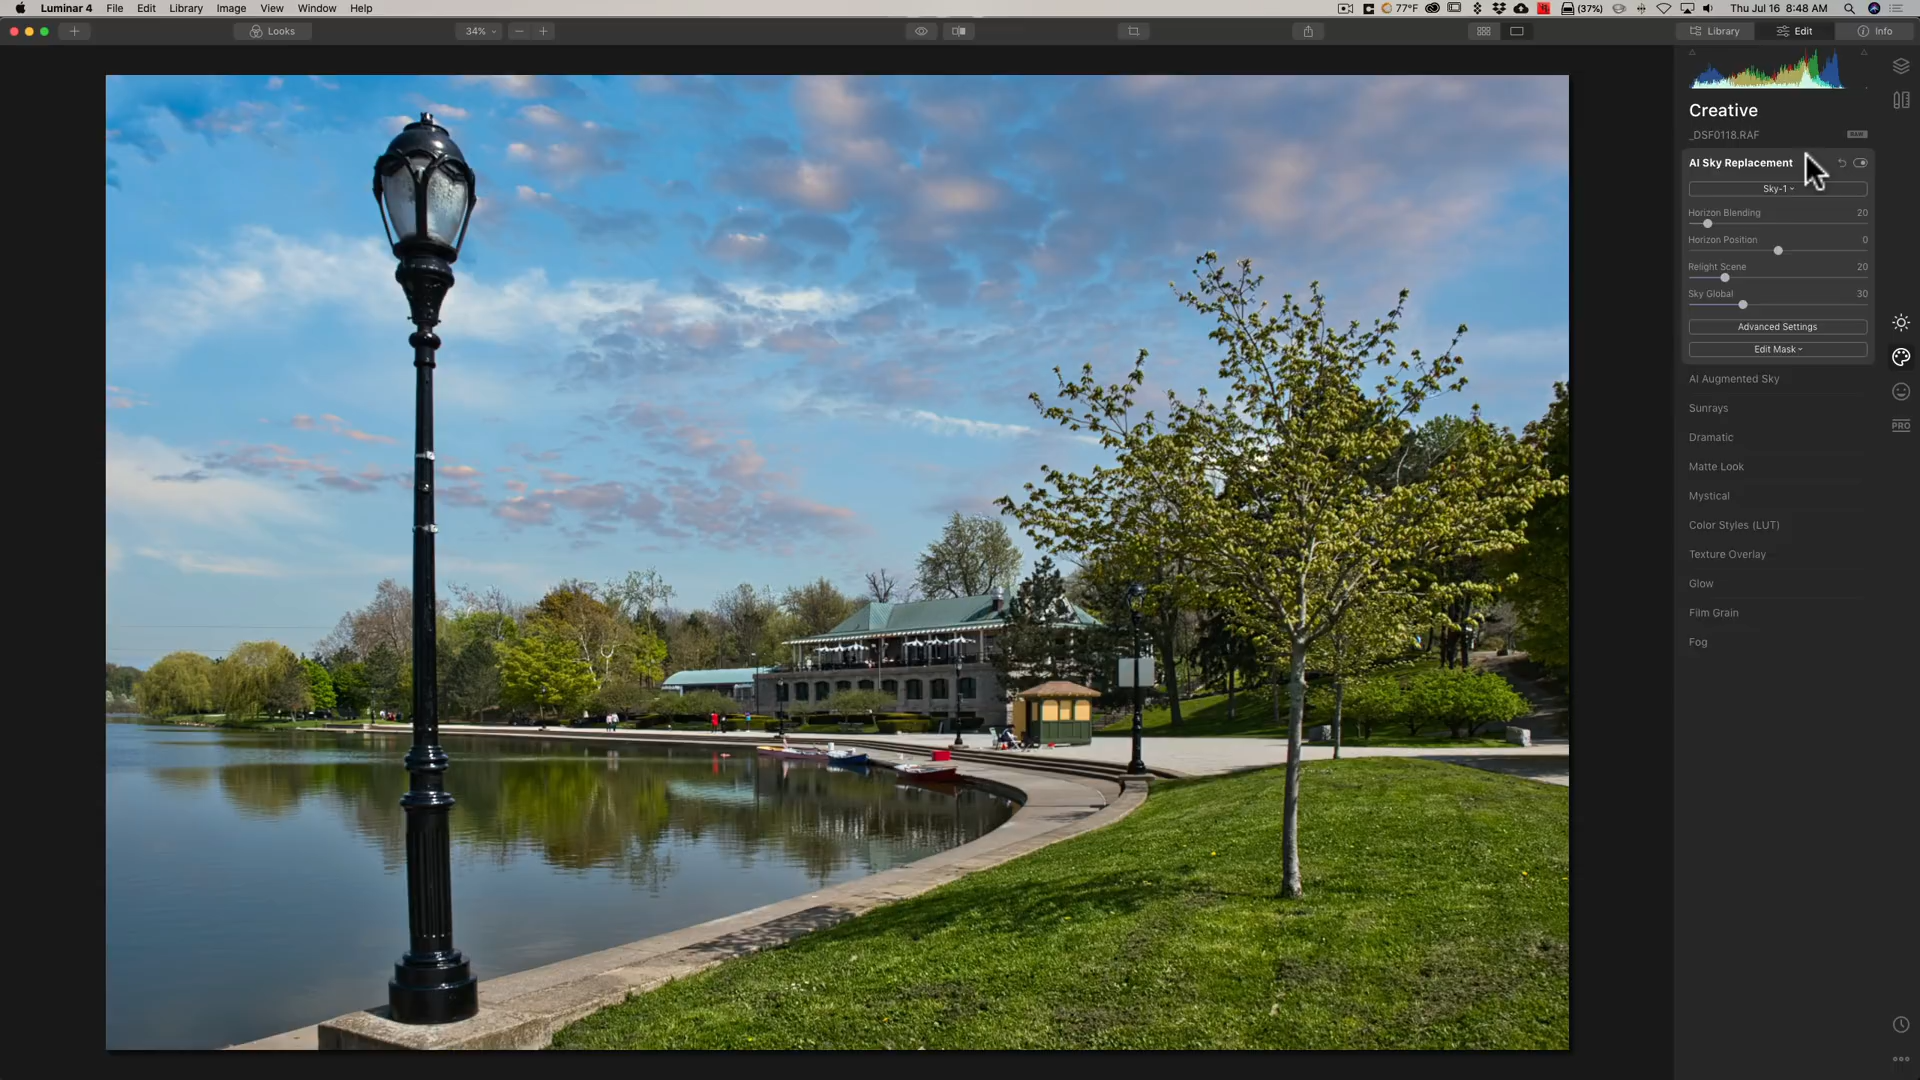 Luminar 4 File Edit Library Image View Window Help 77°F (37%) Thu Jul 16 8:48 AM
Looks 34% Library Edit Info
Creative
_DSF0118.RAF RAW
AI Sky Replacement
Sky-1
Horizon Blending 20
Horizon Position 0
Relight Scene 20
Sky Global 30
Advanced Settings
Edit Mask
AI Augmented Sky
Sunrays
Dramatic
PRO
Matte Look
Mystical
Color Styles (LUT)
Texture Overlay
Glow
Film Grain
Fog